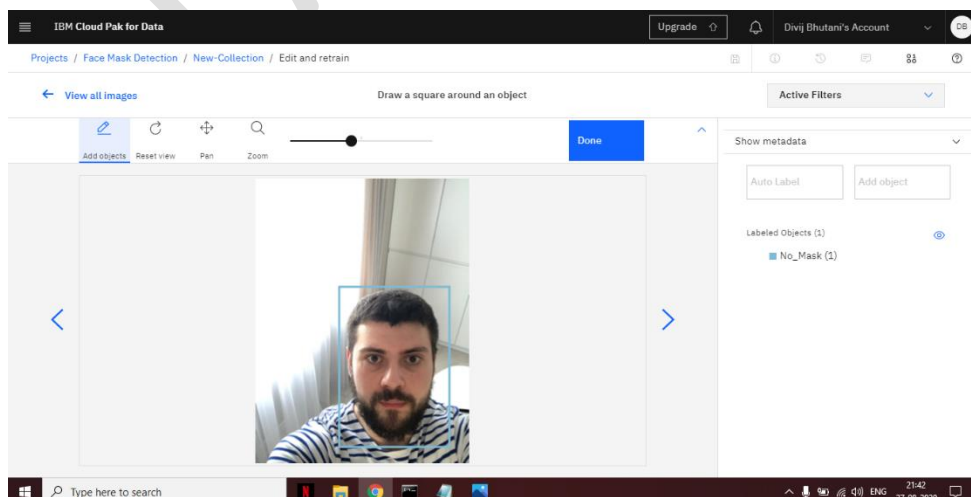 IBM Cloud Pak for Data
Upgrade
Divij Bhutani's Account
DB
Projects / Face Mask Detection / New-Collection / Edit and retrain
View all images
Draw a square around an object
Active Filters
Add objects
Reset view
Pan
Zoom
Done
Show metadata
Auto Label
Add object
Labeled Objects (1)
No_Mask (1)
Type here to search
ENG
21:42